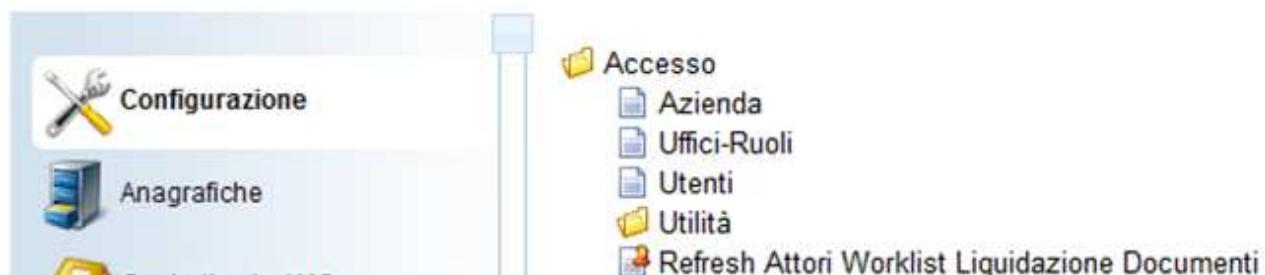 Configurazione
Anagrafiche
Accesso
Azienda
Uffici-Ruoli
Utenti
Utilità
Refresh Attori Worklist Liquidazione Documenti